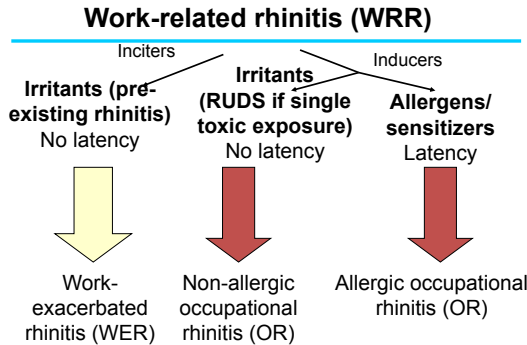 Work-related rhinitis (WRR)
Inciters
Inducers
Irritants (pre-
existing rhinitis)
No latency
Irritants
(RUDS if single
toxic exposure)
No latency
Allergens/
sensitizers
Latency
Work-
exacerbated
rhinitis (WER)
Non-allergic
occupational
rhinitis (OR)
Allergic occupational
rhinitis (OR)